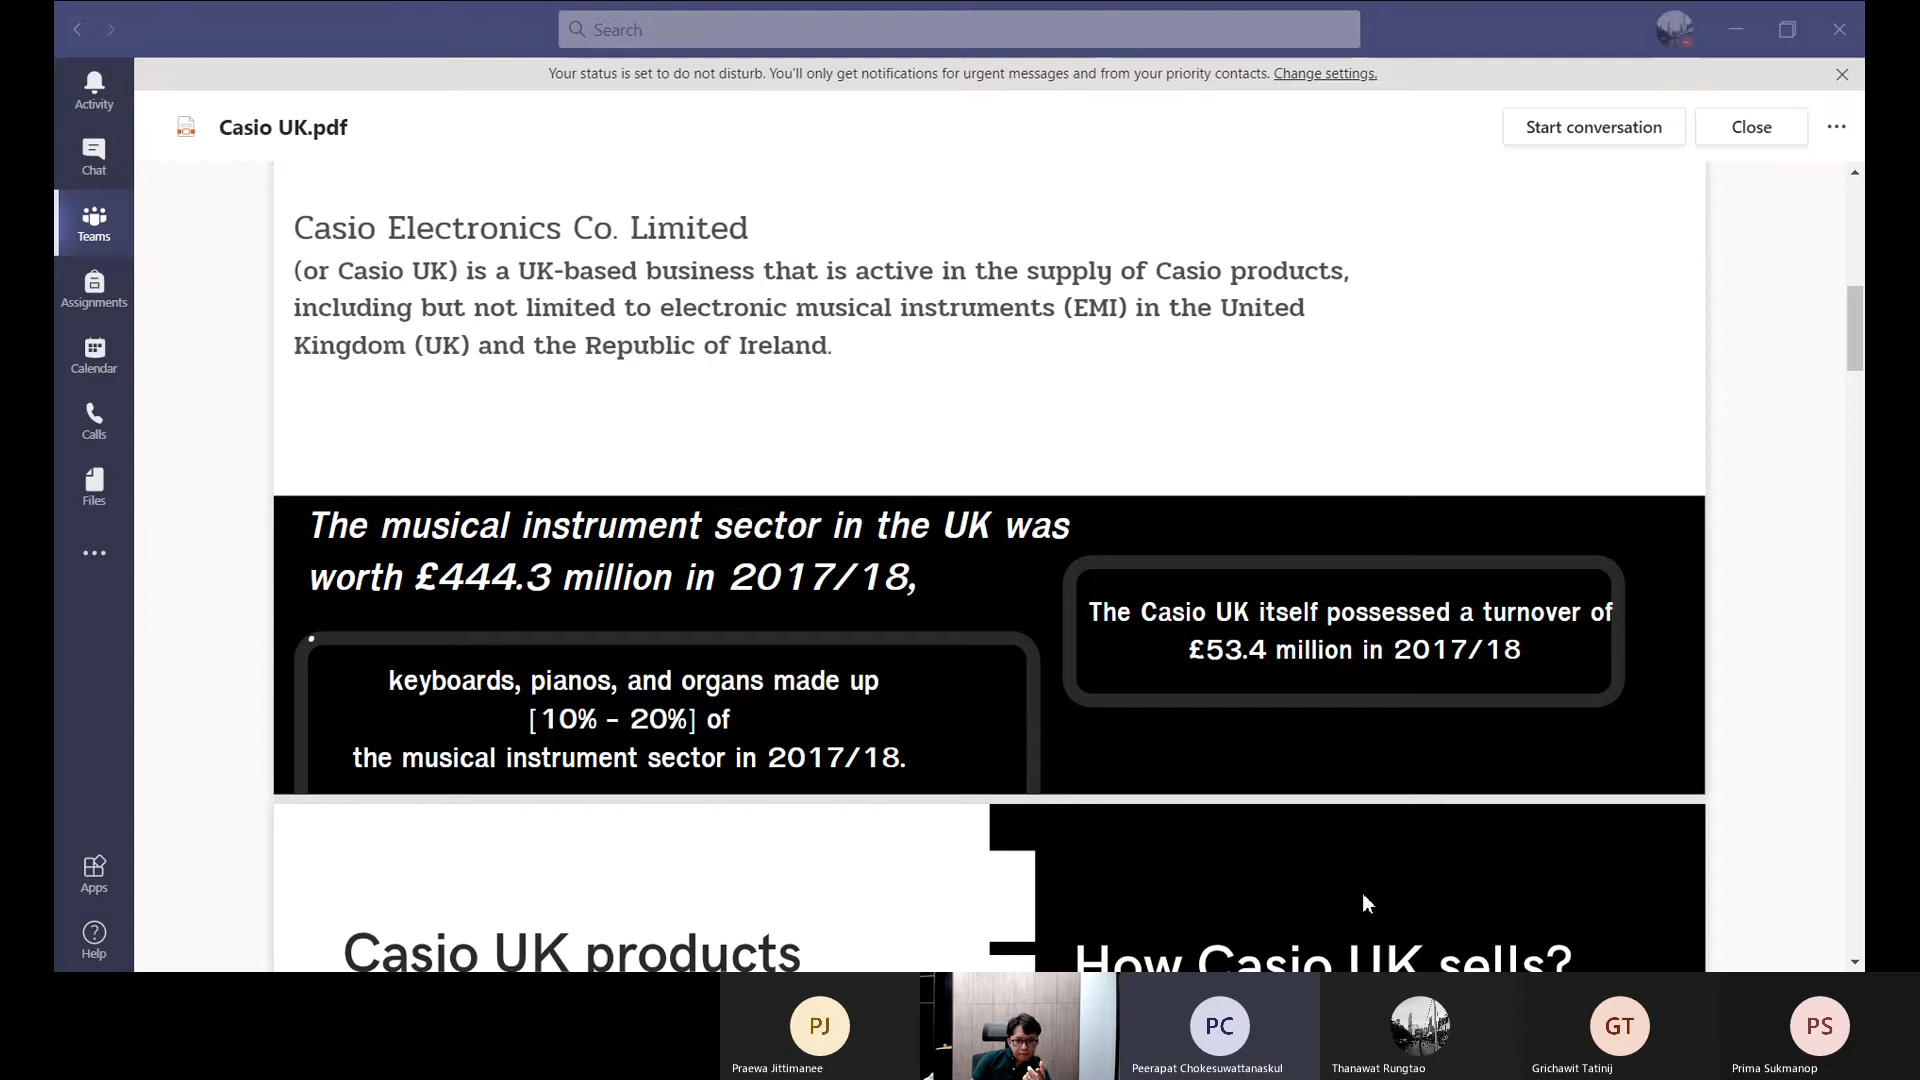 Search
Your status is set to do not disturb. You'll only get notifications for urgent messages and from your priority contacts. Change settings.
Activity
Chat
Teams
Assignments
Calendar
Calls
Files
Apps
Help
Casio UK.pdf
Start conversation
Close
Casio Electronics Co. Limited
(or Casio UK) is a UK-based business that is active in the supply of Casio products,
including but not limited to electronic musical instruments (EMI) in the United
Kingdom (UK) and the Republic of Ireland.
The musical instrument sector in the UK was
worth £444.3 million in 2017/18,
keyboards, pianos, and organs made up
[10% - 20%] of
the musical instrument sector in 2017/18.
The Casio UK itself possessed a turnover of
£53.4 million in 2017/18
Casio UK products
How Casio UK sells?
PJ
Praewa Jittimanee
PC
Peerapat Chokesuwattanaskul
Thanawat Rungtao
GT
Grichawit Tatinij
PS
Prima Sukmanop